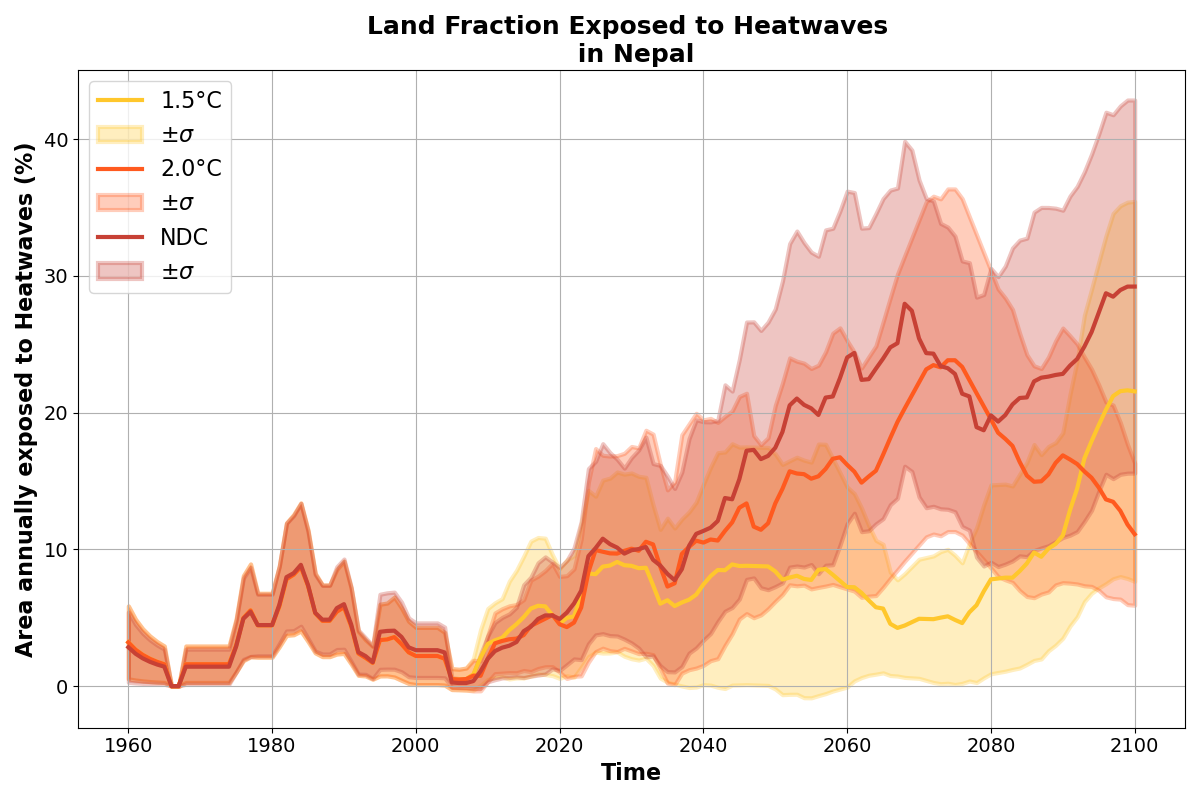 Land Fraction Exposed to Heatwaves
in Nepal
Area annually exposed to Heatwaves (%)
40
30
20
10
0
1.5°C
±σ
2.0°C
±σ
NDC
±σ
1960 1980 2000 2020 2040 2060 2080 2100
Time